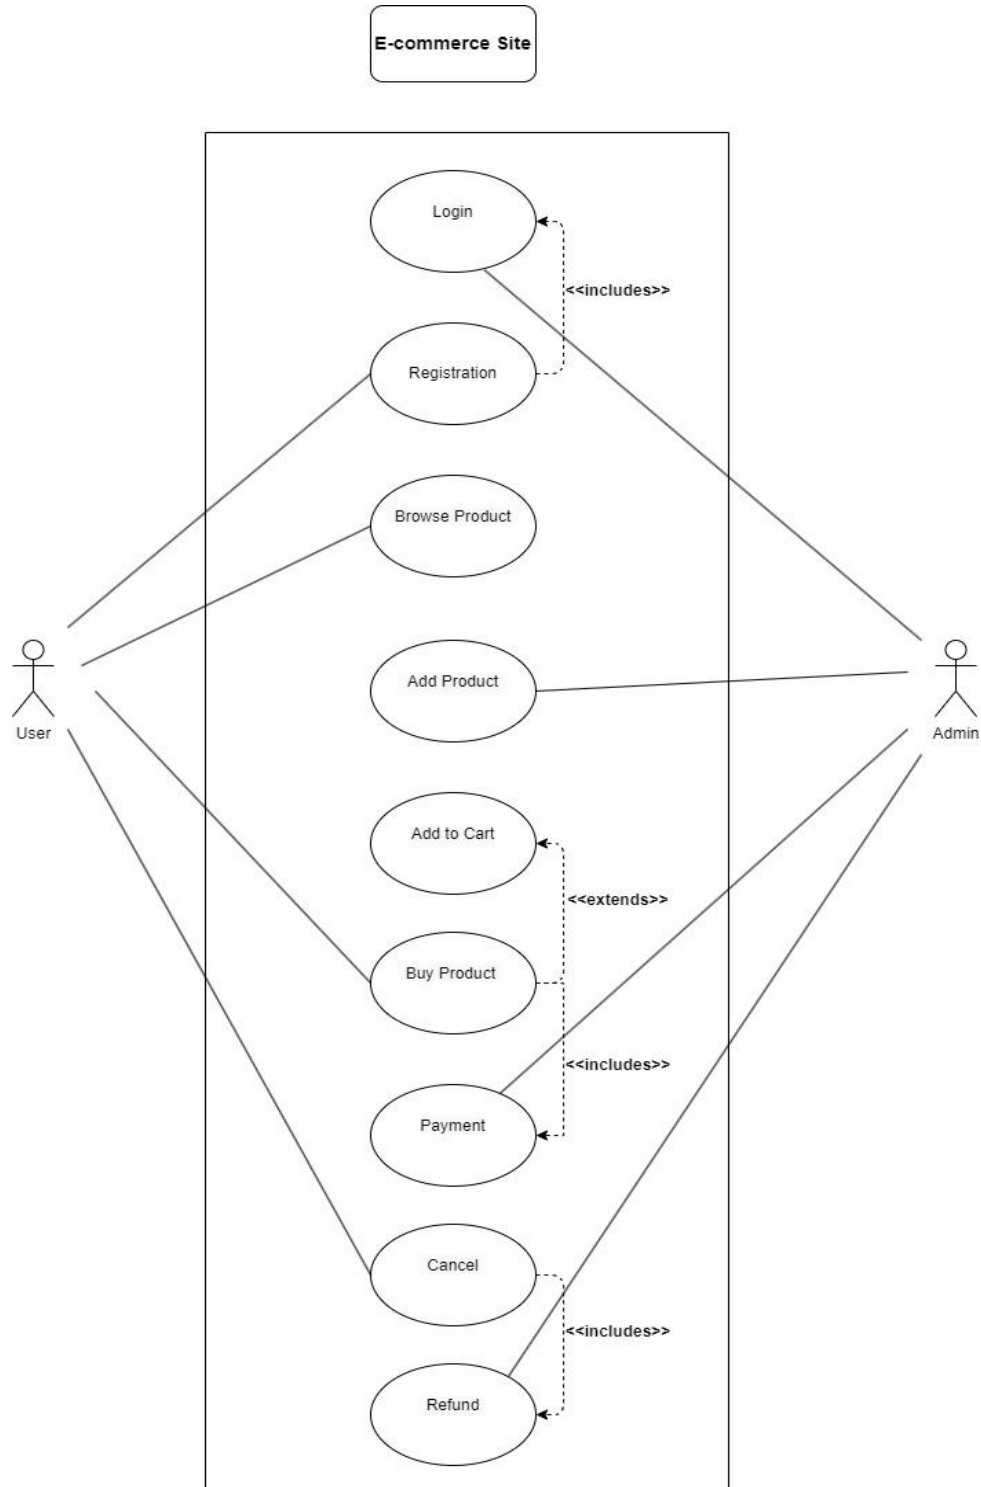 E-commerce Site
Login
<<includes>>
Registration
Browse Product
Add Product
User
Admin
Add to Cart
<<extends>>
Buy Product
<<includes>>
Payment
Cancel
<<includes>>
Refund